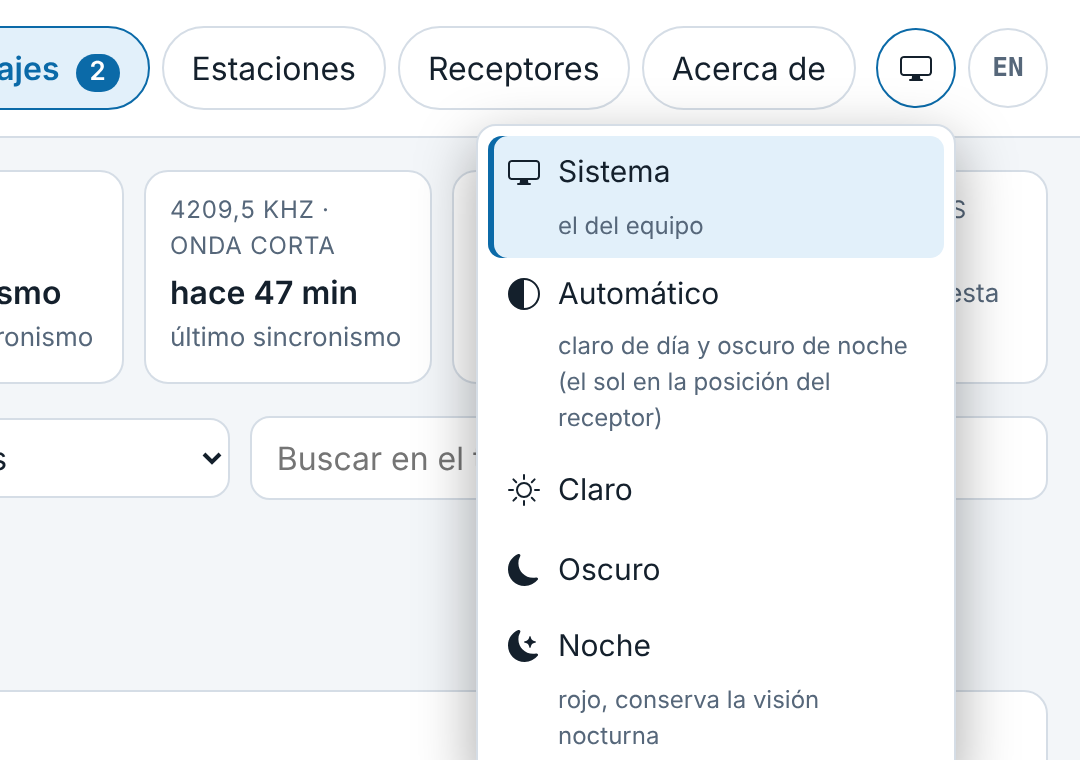 ajes 2
Estaciones
Receptores
Acerca de
EN
smo
ronismo
4209,5 KHZ ·
ONDA CORTA
hace 47 min
último sincronismo
S
esta
s
Buscar en el
Sistema
el del equipo
Automático
claro de día y oscuro de noche
(el sol en la posición del
receptor)
Claro
Oscuro
Noche
rojo, conserva la visión
nocturna